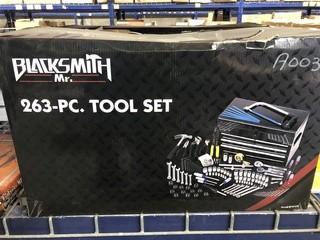 BLACKSMITH
Mr.
263-PC. TOOL SET
A003